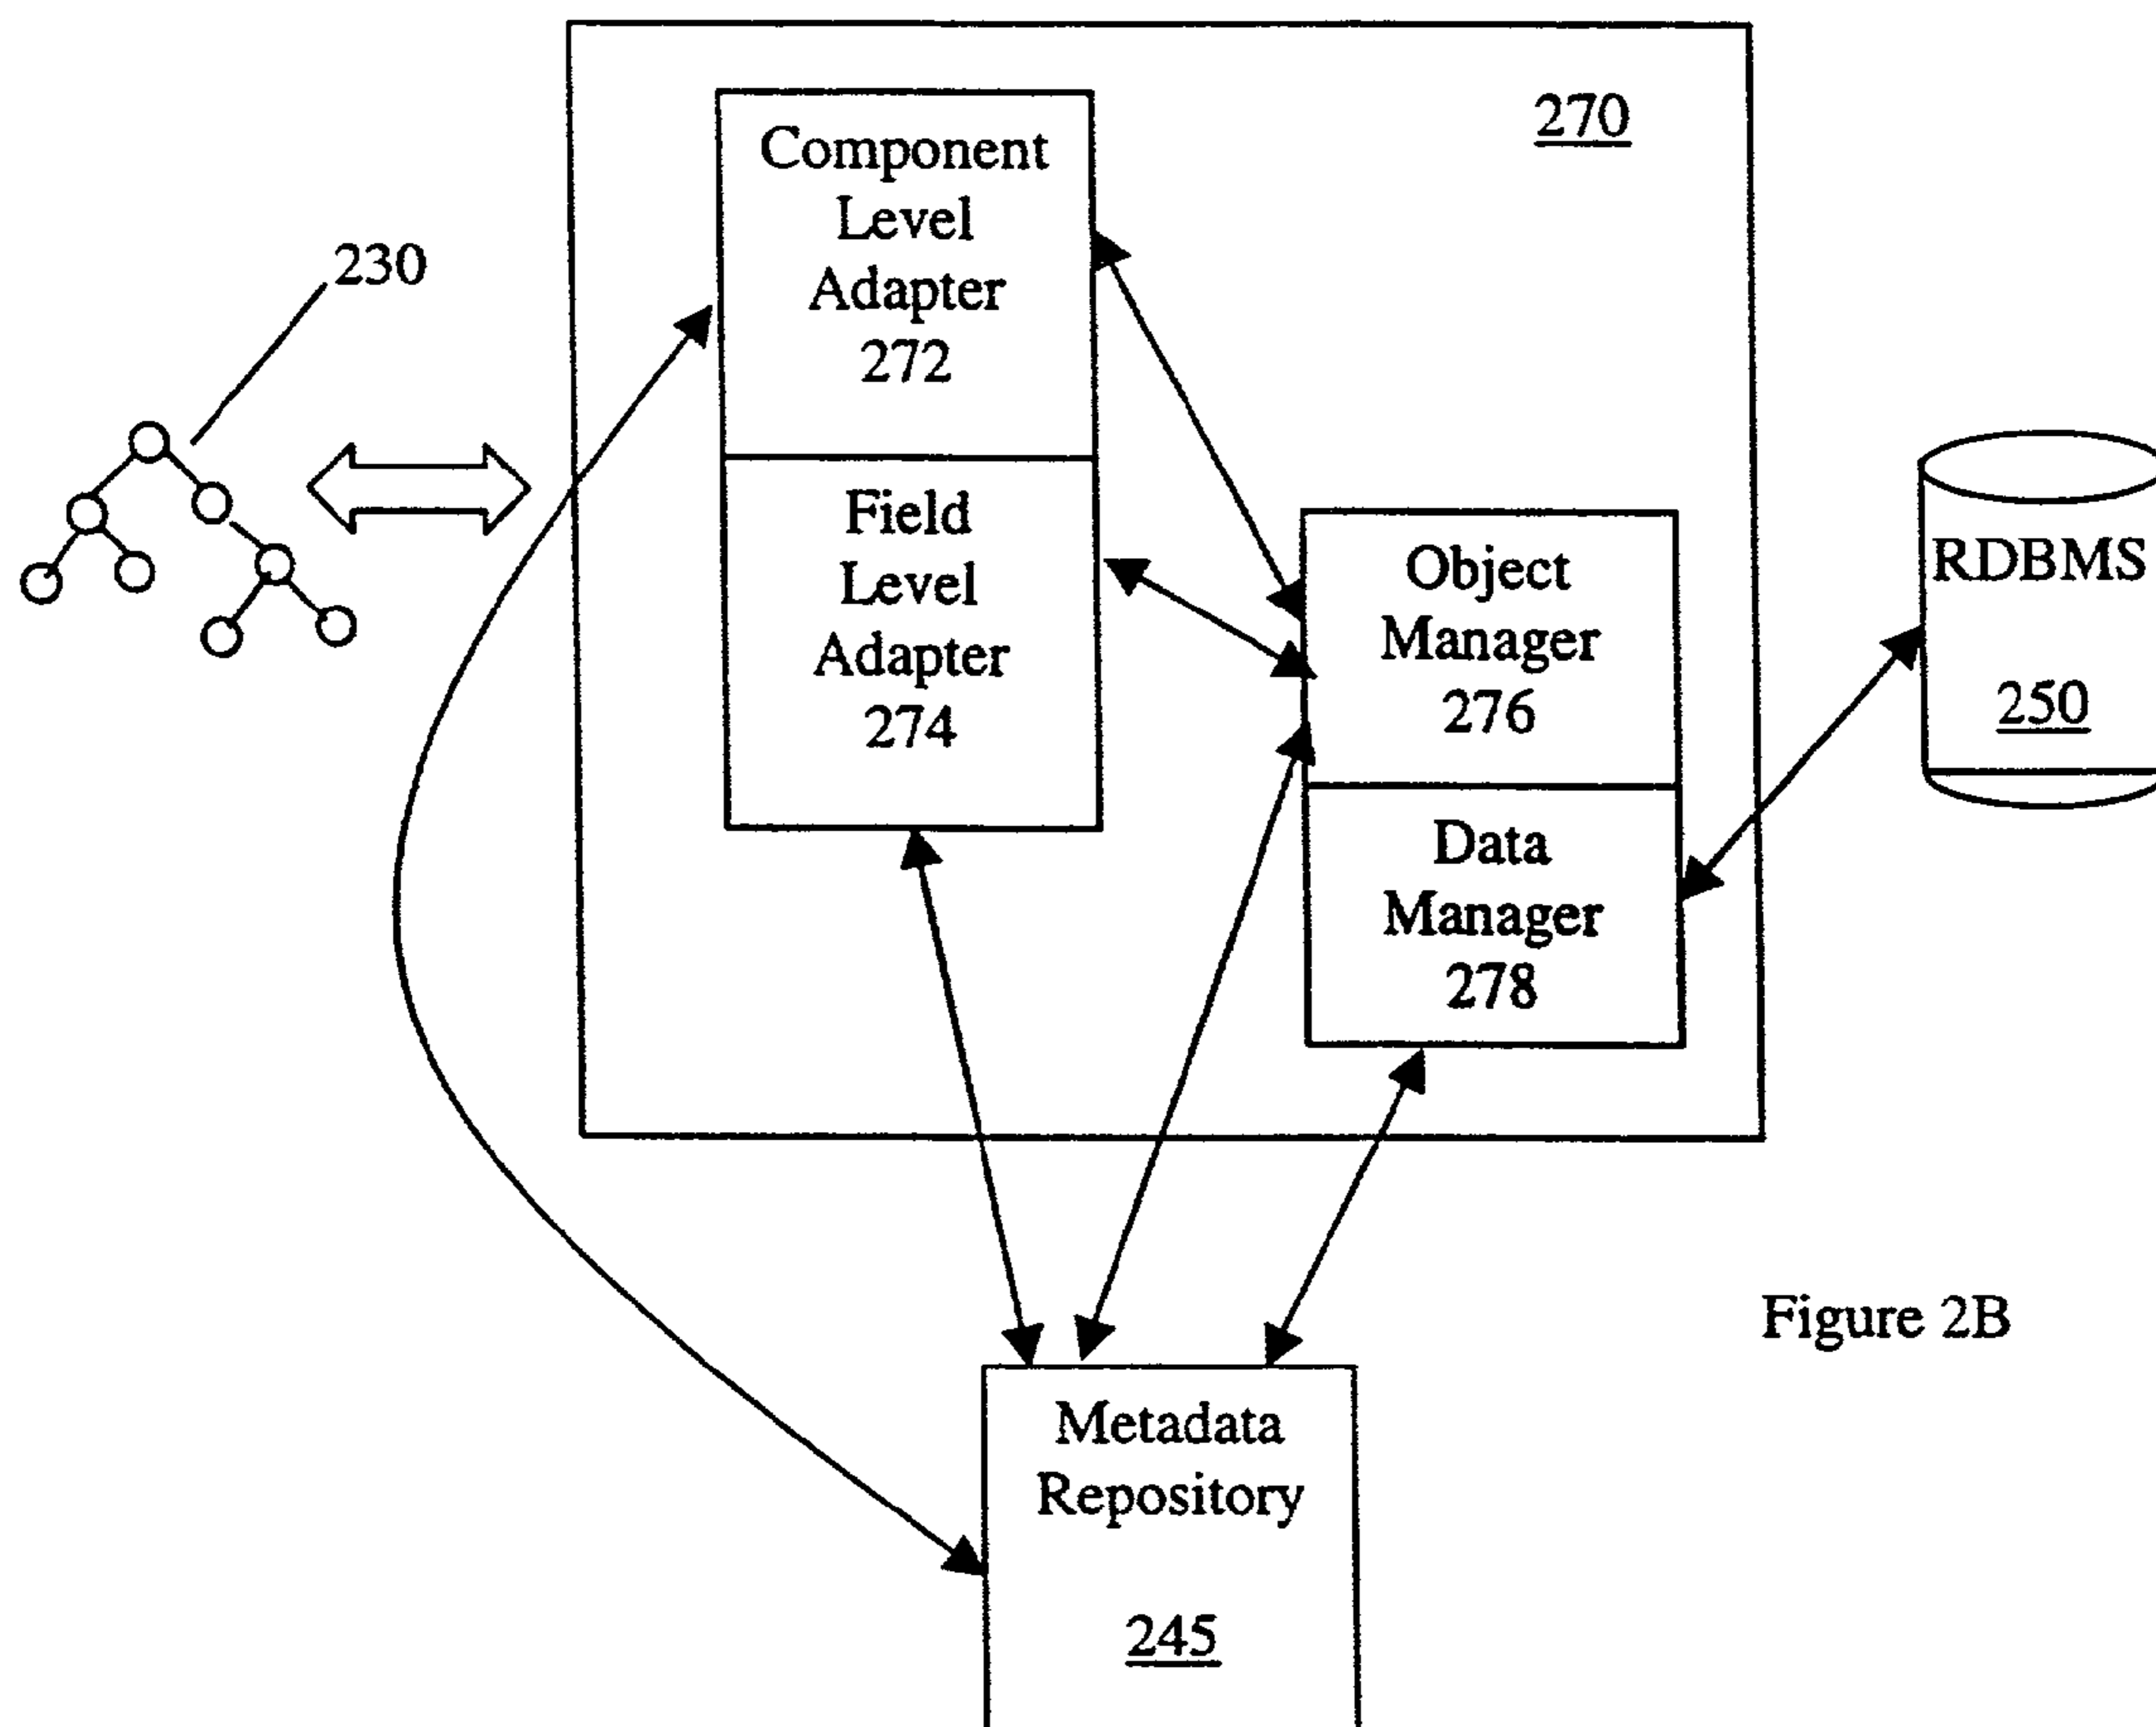 270
Component
Level
Adapter
272
230
Field
Level
Adapter
274
Object
Manager
276
RDBMS
250
Data
Manager
278
Figure 2B
Metadata
Repository
245